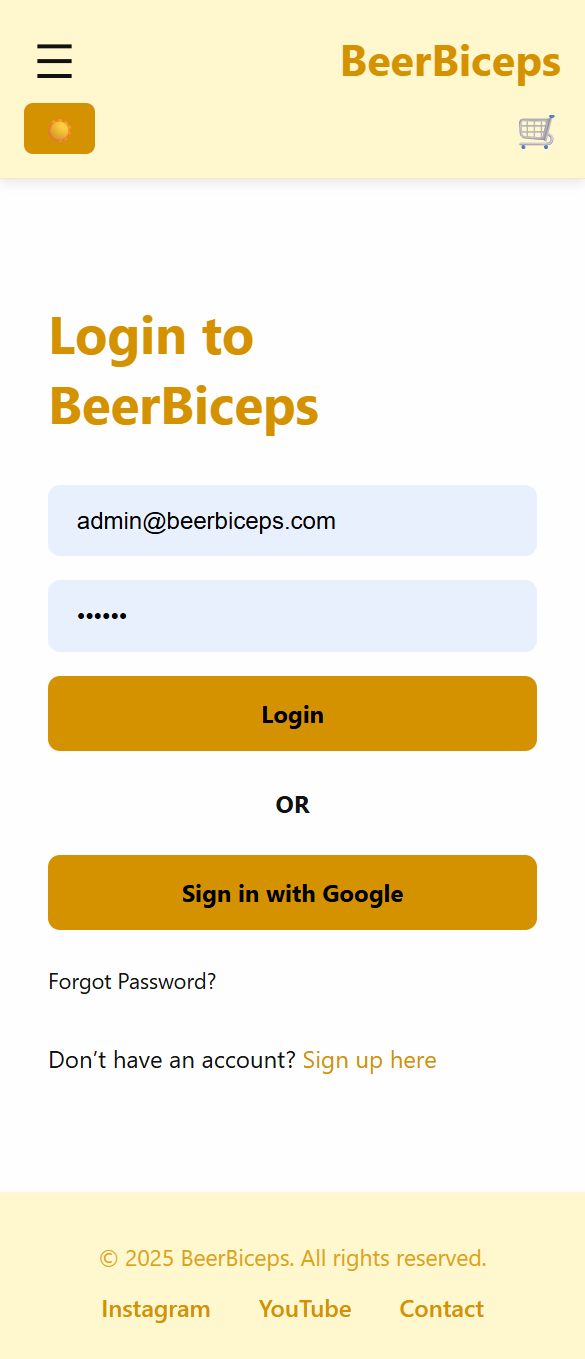 ☰ BeerBiceps
Login to
BeerBiceps
admin@beerbiceps.com
••••••
Login
OR
Sign in with Google
Forgot Password?
Don’t have an account? Sign up here
© 2025 BeerBiceps. All rights reserved.
Instagram YouTube Contact